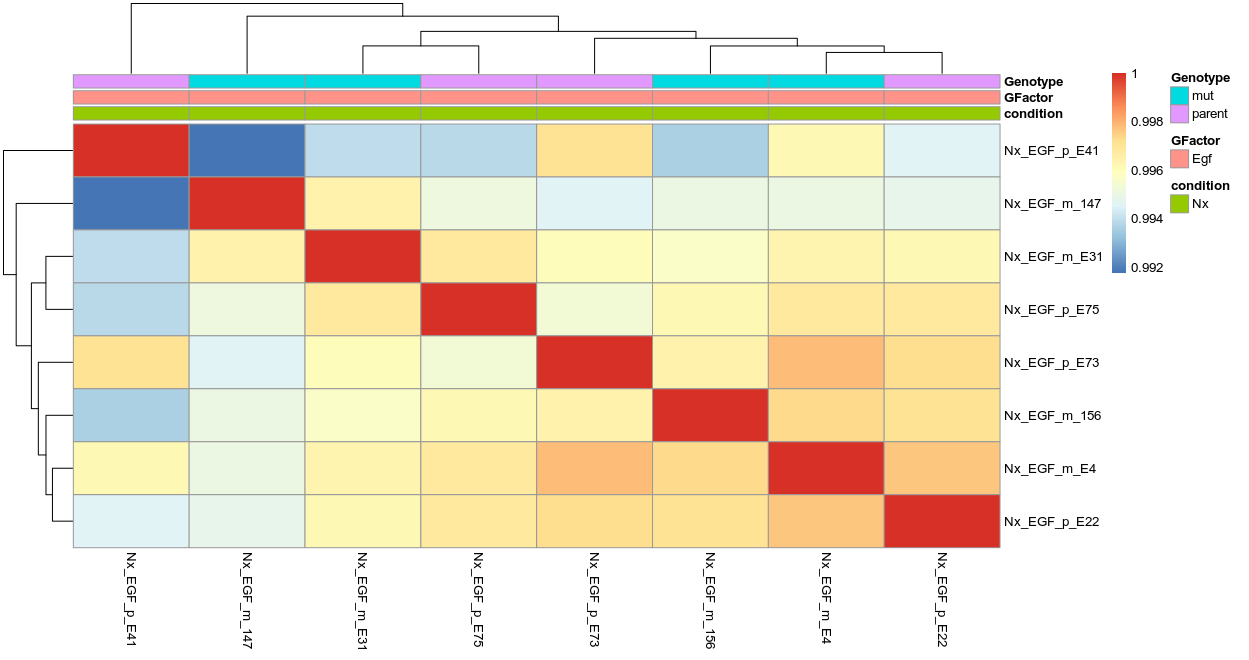 Genotype
GFactor
condition
Nx_EGF_p_E41
Nx_EGF_m_147
Nx_EGF_m_E31
Nx_EGF_p_E75
Nx_EGF_p_E73
Nx_EGF_m_156
Nx_EGF_m_E4
Nx_EGF_p_E22
Nx_EGF_p_E41
Nx_EGF_m_147
Nx_EGF_m_E31
Nx_EGF_p_E75
Nx_EGF_p_E73
Nx_EGF_m_156
Nx_EGF_m_E4
Nx_EGF_p_E22
1
0.998
0.996
0.994
0.992
Genotype
mut
parent
GFactor
Egf
condition
Nx